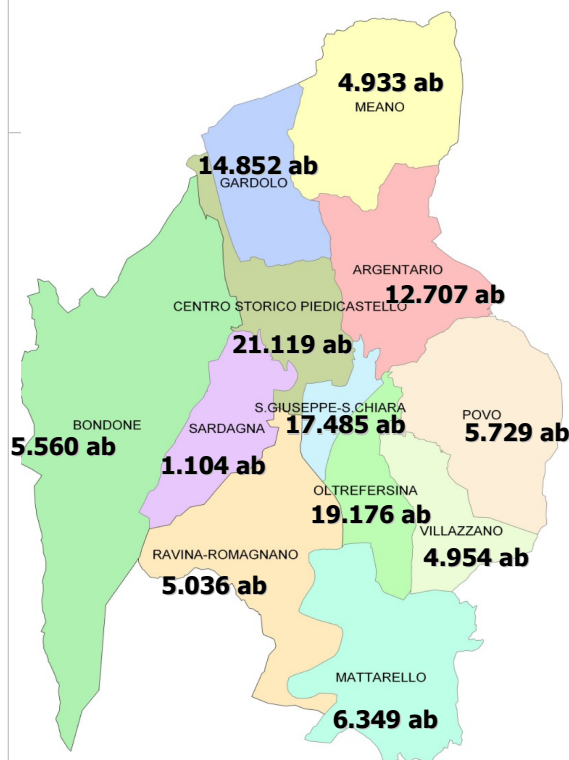 4.933 ab
MEANO
14.852 ab
GARDOLO
ARGENTARIO
12.707 ab
CENTRO STORICO PIEDICASTELLO
21.119 ab
S.GIUSEPPE-S.CHIARA
17.485 ab
POVO
5.729 ab
BONDONE
5.560 ab
SARDAGNA
1.104 ab
OLTREFERSINA
19.176 ab
VILLAZZANO
4.954 ab
RAVINA-ROMAGNANO
5.036 ab
MATTARELLO
6.349 ab